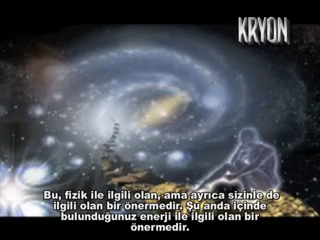 KRYON
Bu, fizik ile ilgili olan, ama ayrıca sizinle de
ilgili olan bir önermedir. Şu anda içinde
bulunduğunuz enerji ile ilgili olan bir
önermedir.